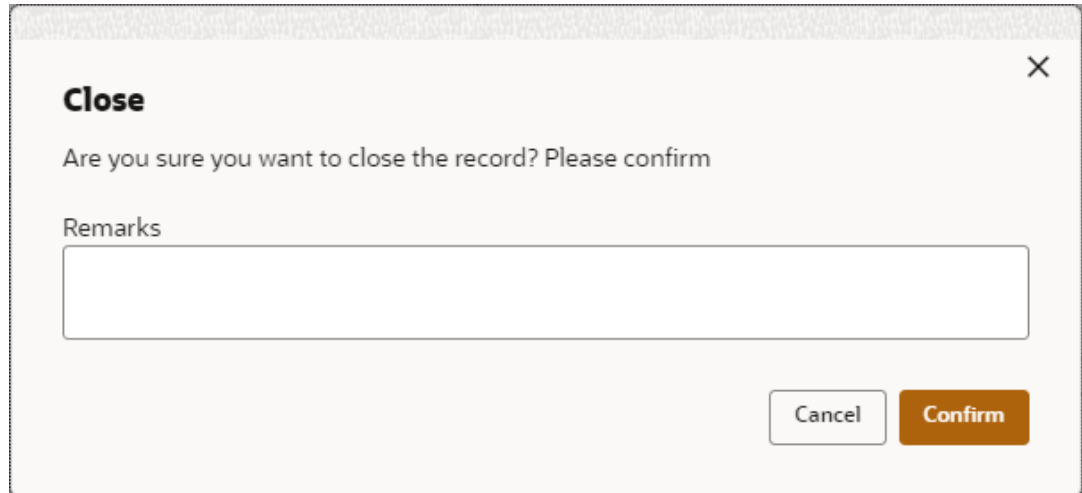 Close
Are you sure you want to close the record? Please confirm
Remarks
Cancel
Confirm